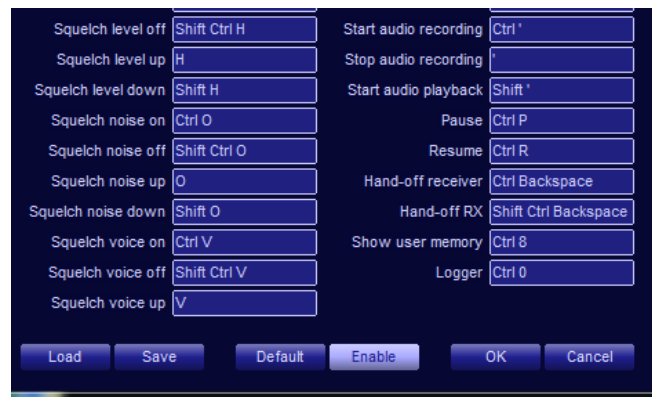 Squelch level off Shift Ctrl H Start audio recording Ctrl '
Squelch level up H Stop audio recording '
Squelch level down Shift H Start audio playback Shift '
Squelch noise on Ctrl O Pause Ctrl P
Squelch noise off Shift Ctrl O Resume Ctrl R
Squelch noise up O Hand-off receiver Ctrl Backspace
Squelch noise down Shift O Hand-off RX Shift Ctrl Backspace
Squelch voice on Ctrl V Show user memory Ctrl 8
Squelch voice off Shift Ctrl V Logger Ctrl 0
Squelch voice up V
Load Save Default Enable OK Cancel